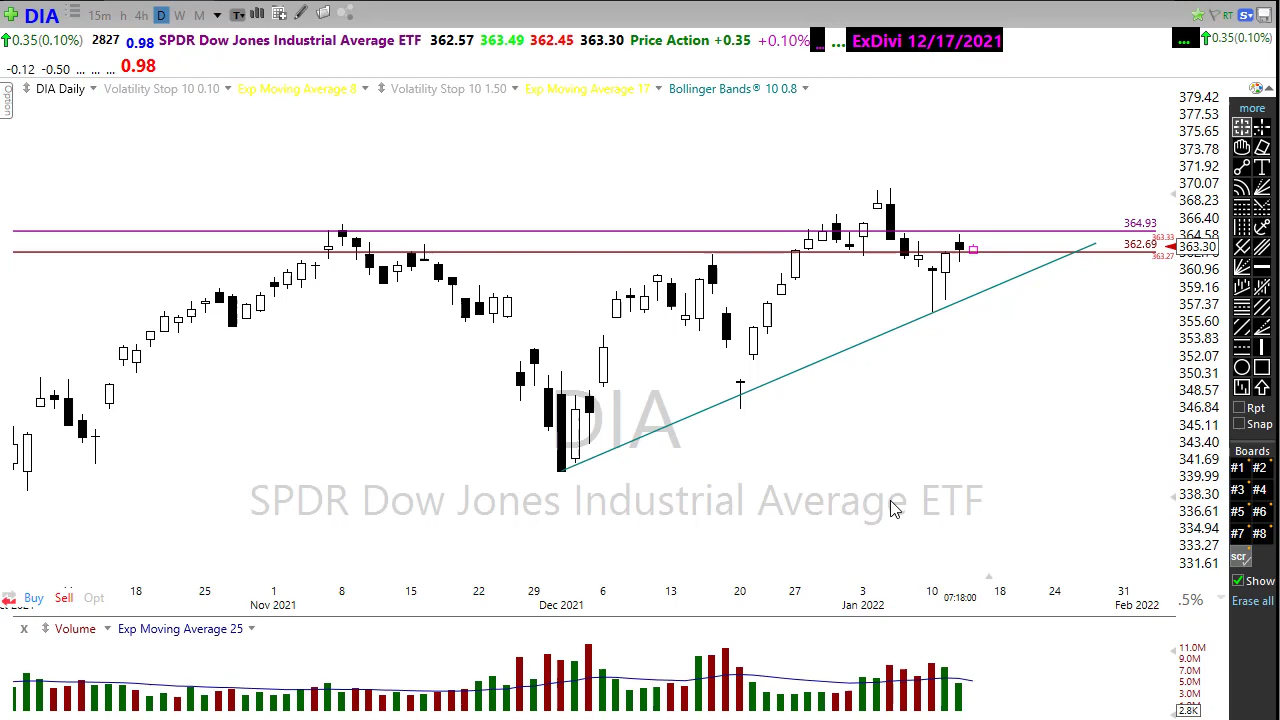 DIA 15m h 4h D W M T RT S
0.35(0.10%) 2827 0.98 SPDR Dow Jones Industrial Average ETF 362.57 363.49 362.45 363.30 Price Action +0.35 +0.10% ... ... ExDivi 12/17/2021 ... 0.35(0.10%)
-0.12 -0.50 ... ... ... 0.98
Option
DIA Daily Volatility Stop 10 0.10 Exp Moving Average 8 Volatility Stop 10 1.50 Exp Moving Average 17 Bollinger Bands® 10 0.8
379.42
377.53
375.65
373.78
371.92
370.07
368.23
366.40
364.93
364.58
363.33
362.69
363.30
363.27
360.96
359.16
357.37
355.60
353.83
352.07
350.31
348.57
346.84
345.11
343.40
341.69
339.99
338.30
336.61
334.94
333.27
331.61
DIA
SPDR Dow Jones Industrial Average ETF
more
T
Rpt
Snap
Boards
#1 #2
#3 #4
#5 #6
#7 #8
scr
Show
Erase all
18 25 1 8 15 22 29 6 13 20 27 3 10 07:18:00 18 24 31
Nov 2021 Dec 2021 Jan 2022 Feb 2022
Buy Sell Opt
.5%
x Volume Exp Moving Average 25
11.0M
9.0M
7.0M
5.0M
3.0M
2.8K